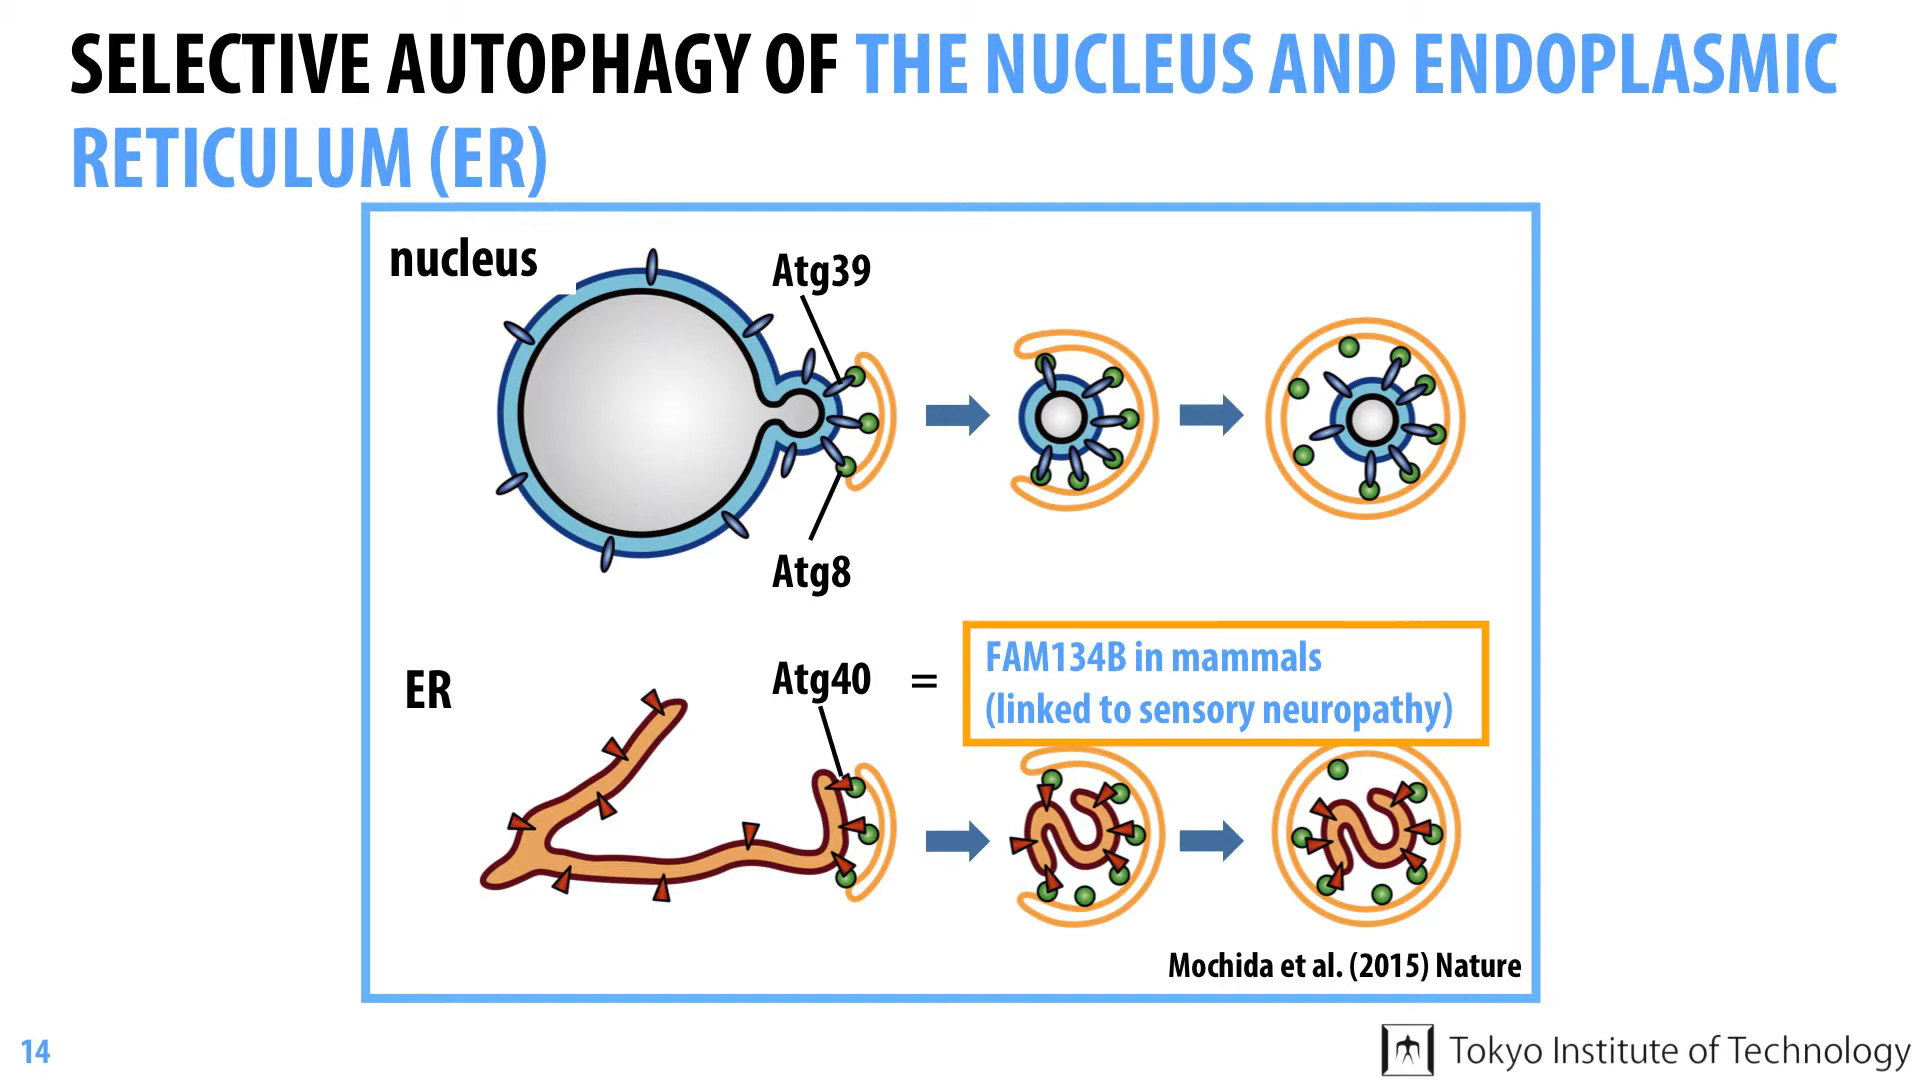 SELECTIVE AUTOPHAGY OF THE NUCLEUS AND ENDOPLASMIC
RETICULUM (ER)
nucleus
Atg39
Atg8
ER
Atg40 =
FAM134B in mammals
(linked to sensory neuropathy)
Mochida et al. (2015) Nature
14
Tokyo Institute of Technology